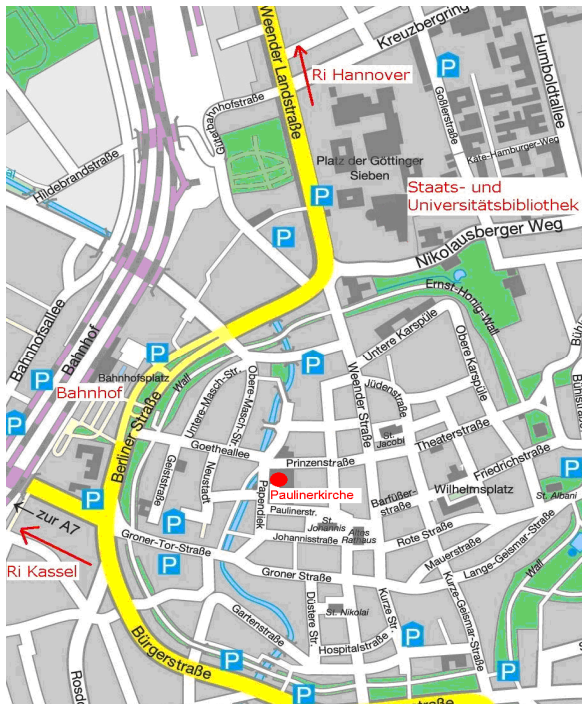 Weender Landstraße
Kreuzbergring
Humboldtallee
Ri Hannover
P
Goßlerstraße
P
Güterbahnhofstraße
Käte-Hamburger-Weg
Hildebrandstraße
Platz der Göttinger
Sieben
P
Staats- und
Universitätsbibliothek
P
Nikolausberger Weg
Bahnhofsallee
Bahnhof
Ernst-Honig-Wall
Untere Karspüle
Obere Karspüle
P
Bahnhofsplatz
Wall
P
P
Bahnhof
Berliner Straße
Untere-Masch-Str.
Obere-Masch-Str.
Weender Str.
Jüdenstraße
P
Goetheallee
St.
Jacobi
Theaterstraße
Prinzenstraße
Friedrichstraße
Geiststraße
Neustadt
Papendiek
Paulinerkirche
Wilhelmsplatz
St. Albani
P
Barfüßer-
straße
Paulinerstr.
zur A7
P
St.
Johannis
Altes
Rathaus
Johannisstraße
Rote Straße
Groner-Tor-Straße
Mauerstraße
Lange-Geismar-Straße
Wall
Ri Kassel
P
Groner Straße
Kurze-Geismar-Str.
Kurze Str.
Düstere Str.
St. Nikolai
Gartenstraße
Hospitalstraße
P
P
P
Bürgerstraße
P
Rosdo
straße